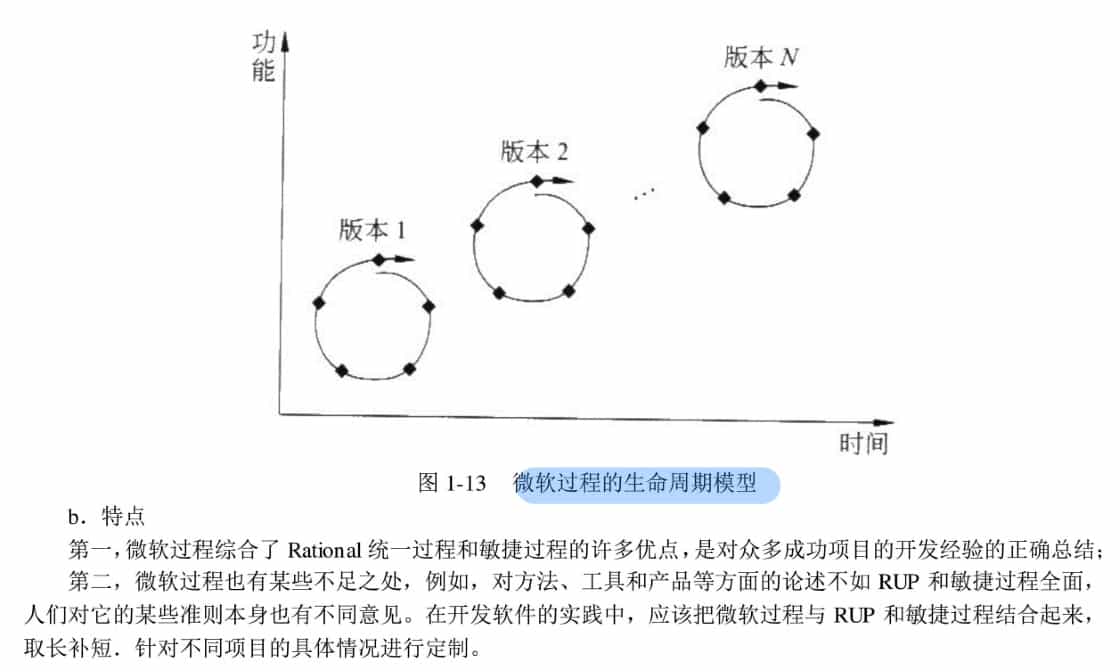 功
能
版本 N
版本 2
…
版本 1
时间
图 1-13 微软过程的生命周期模型
b．特点
第一，微软过程综合了 Rational 统一过程和敏捷过程的许多优点，是对众多成功项目的开发经验的正确总结；
第二，微软过程也有某些不足之处，例如，对方法、工具和产品等方面的论述不如 RUP 和敏捷过程全面，
人们对它的某些准则本身也有不同意见。在开发软件的实践中，应该把微软过程与 RUP 和敏捷过程结合起来，
取长补短．针对不同项目的具体情况进行定制。